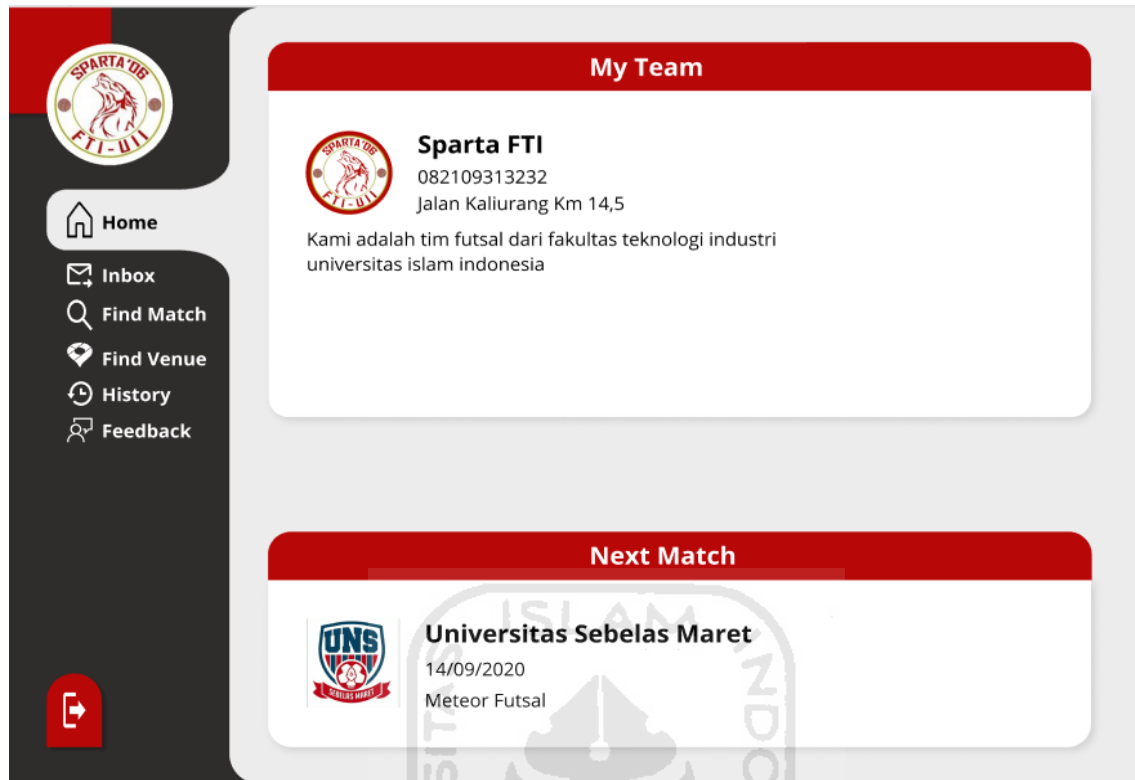 SPARTA'06
FTI-UII
Home
Inbox
Find Match
Find Venue
History
Feedback
My Team
SPARTA'06
FTI-UII
Sparta FTI
082109313232
Jalan Kaliurang Km 14,5
Kami adalah tim futsal dari fakultas teknologi industri
universitas islam indonesia
Next Match
UNS
SEBELAS MARET
Universitas Sebelas Maret
14/09/2020
Meteor Futsal
ISLAM